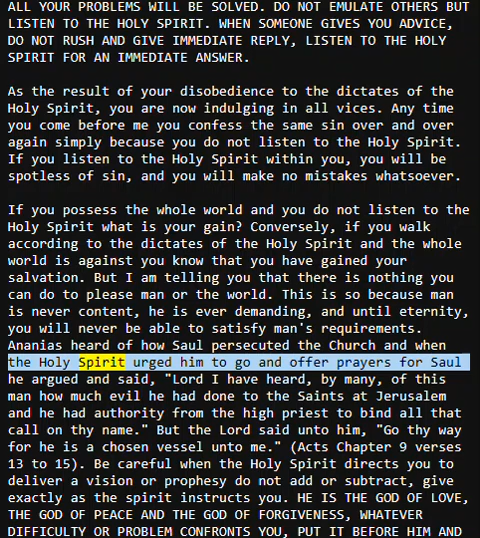 ALL YOUR PROBLEMS WILL BE SOLVED. DO NOT EMULATE OTHERS BUT
LISTEN TO THE HOLY SPIRIT. WHEN SOMEONE GIVES YOU ADVICE,
DO NOT RUSH AND GIVE IMMEDIATE REPLY, LISTEN TO THE HOLY
SPIRIT FOR AN IMMEDIATE ANSWER.
As the result of your disobedience to the dictates of the
Holy Spirit, you are now indulging in all vices. Any time
you come before me you confess the same sin over and over
again simply because you do not listen to the Holy Spirit.
If you listen to the Holy Spirit within you, you will be
spotless of sin, and you will make no mistakes whatsoever.
If you possess the whole world and you do not listen to the
Holy Spirit what is your gain? Conversely, if you walk
according to the dictates of the Holy Spirit and the whole
world is against you know that you have gained your
salvation. But I am telling you that there is nothing you
can do to please man or the world. This is so because man
is never content, he is ever demanding, and until eternity,
you will never be able to satisfy man's requirements.
Ananias heard of how Saul persecuted the Church and when
the Holy Spirit urged him to go and offer prayers for Saul
he argued and said, "Lord I have heard, by many, of this
man how much evil he had done to the Saints at Jerusalem
and he had authority from the high priest to bind all that
call on thy name." But the Lord said unto him, "Go thy way
for he is a chosen vessel unto me." (Acts Chapter 9 verses
13 to 15). Be careful when the Holy Spirit directs you to
deliver a vision or prophesy do not add or subtract, give
exactly as the spirit instructs you. HE IS THE GOD OF LOVE,
THE GOD OF PEACE AND THE GOD OF FORGIVENESS, WHATEVER
DIFFICULTY OR PROBLEM CONFRONTS YOU, PUT IT BEFORE HIM AND